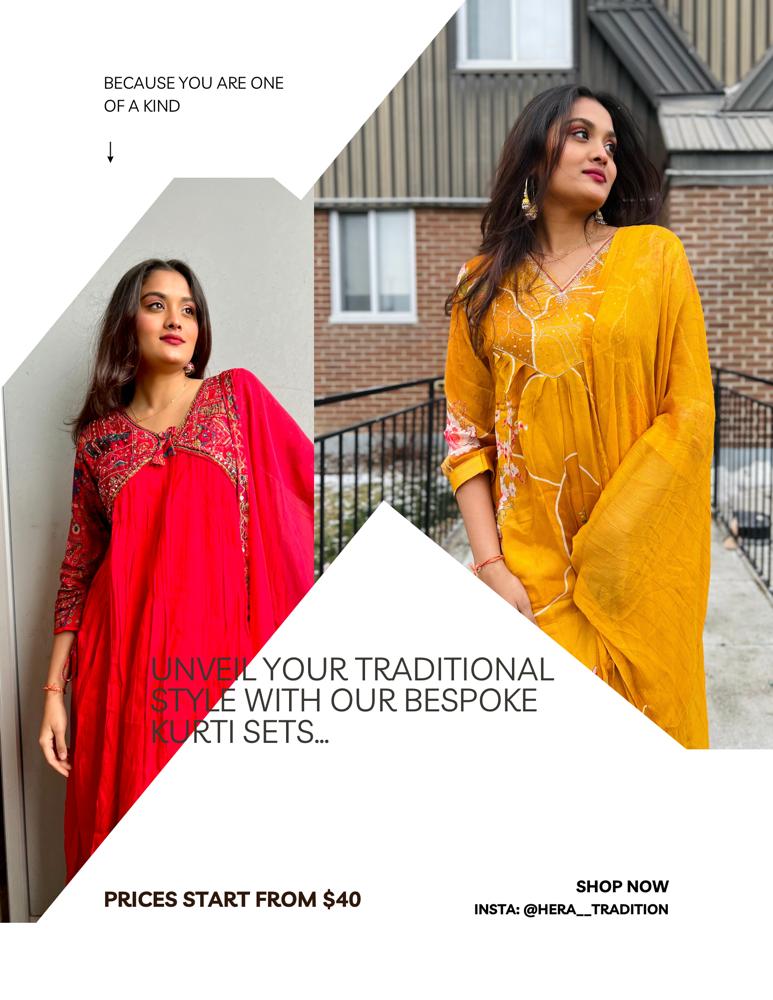 BECAUSE YOU ARE ONE
OF A KIND
UNVEIL YOUR TRADITIONAL
STYLE WITH OUR BESPOKE
KURTI SETS...
PRICES START FROM $40
SHOP NOW
INSTA: @HERA__TRADITION